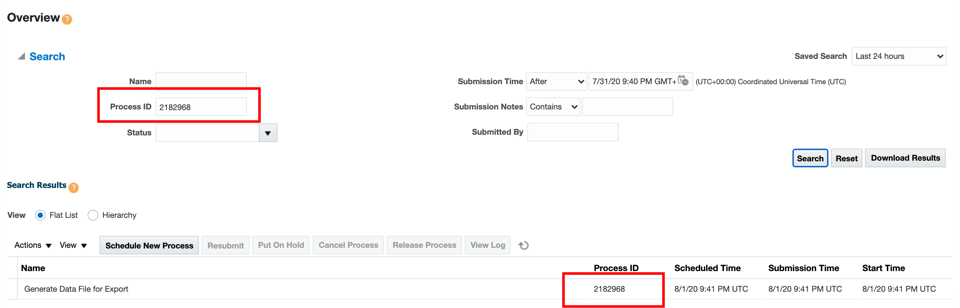 Overview ?
Search
Saved Search Last 24 hours
Name
Submission Time After 7/31/20 9:40 PM GMT+ (UTC+00:00) Coordinated Universal Time (UTC)
Process ID 2182968
Submission Notes Contains
Status
Submitted By
Search Reset Download Results
Search Results ?
View Flat List Hierarchy
Actions View Schedule New Process Resubmit Put On Hold Cancel Process Release Process View Log
Name Process ID Scheduled Time Submission Time Start Time
Generate Data File for Export 2182968 8/1/20 9:41 PM UTC 8/1/20 9:41 PM UTC 8/1/20 9:41 PM UTC